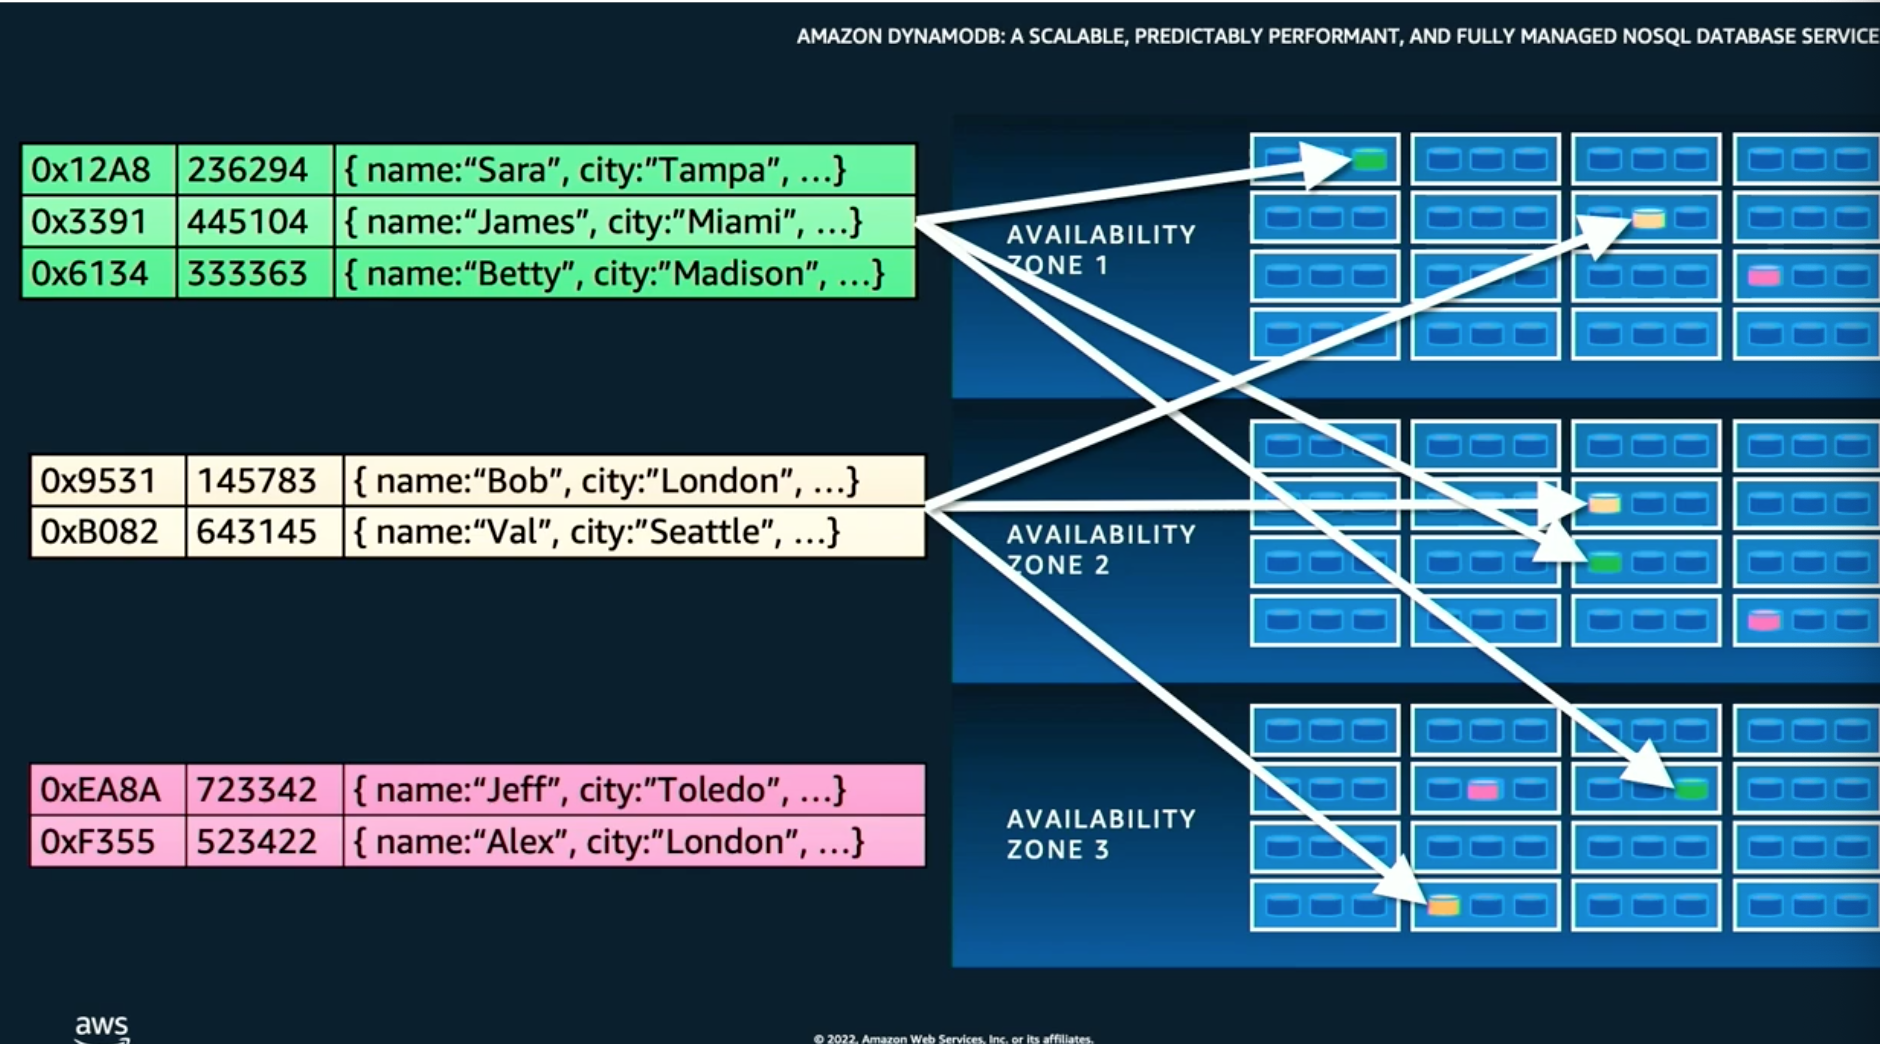 AMAZON DYNAMODB: A SCALABLE, PREDICTABLY PERFORMANT, AND FULLY MANAGED NOSQL DATABASE SERVICE
0x12A8 236294 { name:“Sara”, city:”Tampa”, ...}
0x3391 445104 { name:“James”, city:”Miami”, ...}
0x6134 333363 { name:“Betty”, city:”Madison”, ...}
AVAILABILITY
ZONE 1
0x9531 145783 { name:“Bob”, city:”London”, ...}
0xB082 643145 { name:“Val”, city:”Seattle”, ...}
AVAILABILITY
ZONE 2
0xEA8A 723342 { name:“Jeff”, city:”Toledo”, ...}
0xF355 523422 { name:“Alex”, city:”London”, ...}
AVAILABILITY
ZONE 3
aws
© 2022, Amazon Web Services, Inc. or its affiliates.